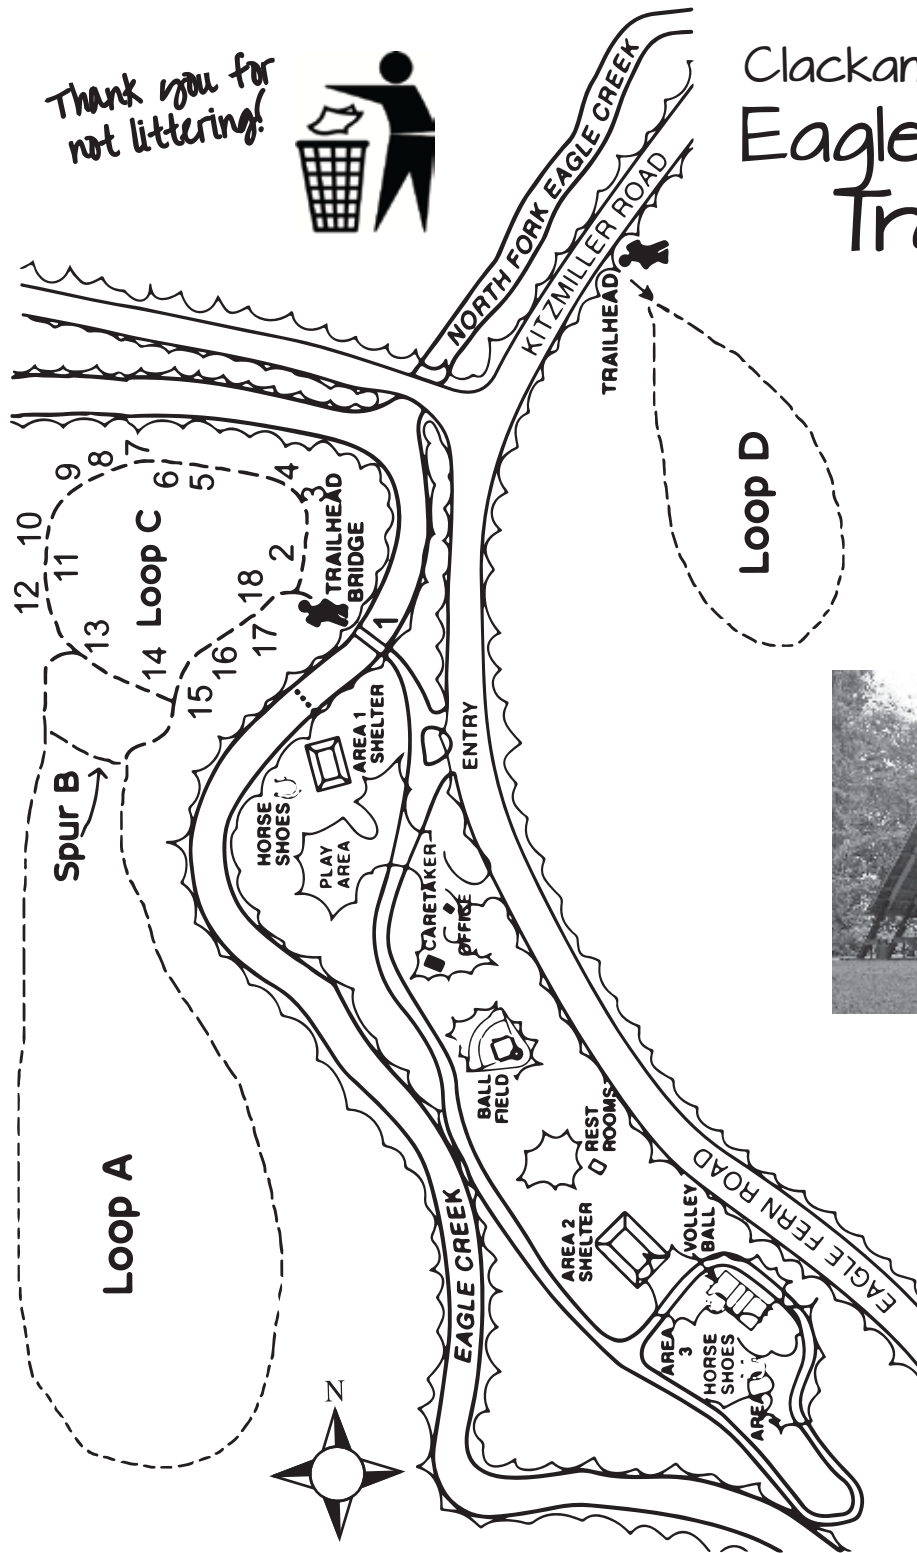 Thank you for
not littering!
Clackam
Eagle
Tra
NORTH FORK EAGLE CREEK
KITZMILLER ROAD
TRAILHEAD
Loop D
7
8
9
6
5
4
3
10
11
12
2
Loop C
TRAILHEAD
BRIDGE
18
17
16
15
14
13
1
ENTRY
AREA 1
SHELTER
HORSE
SHOES
PLAY
AREA
Spur B
CARETAKER
OFFICE
BALL
FIELD
REST
ROOMS
Loop A
EAGLE CREEK
AREA 2
SHELTER
VOLLEY
BALL
EAGLE FERN ROAD
AREA
3
HORSE
SHOES
AREA
N